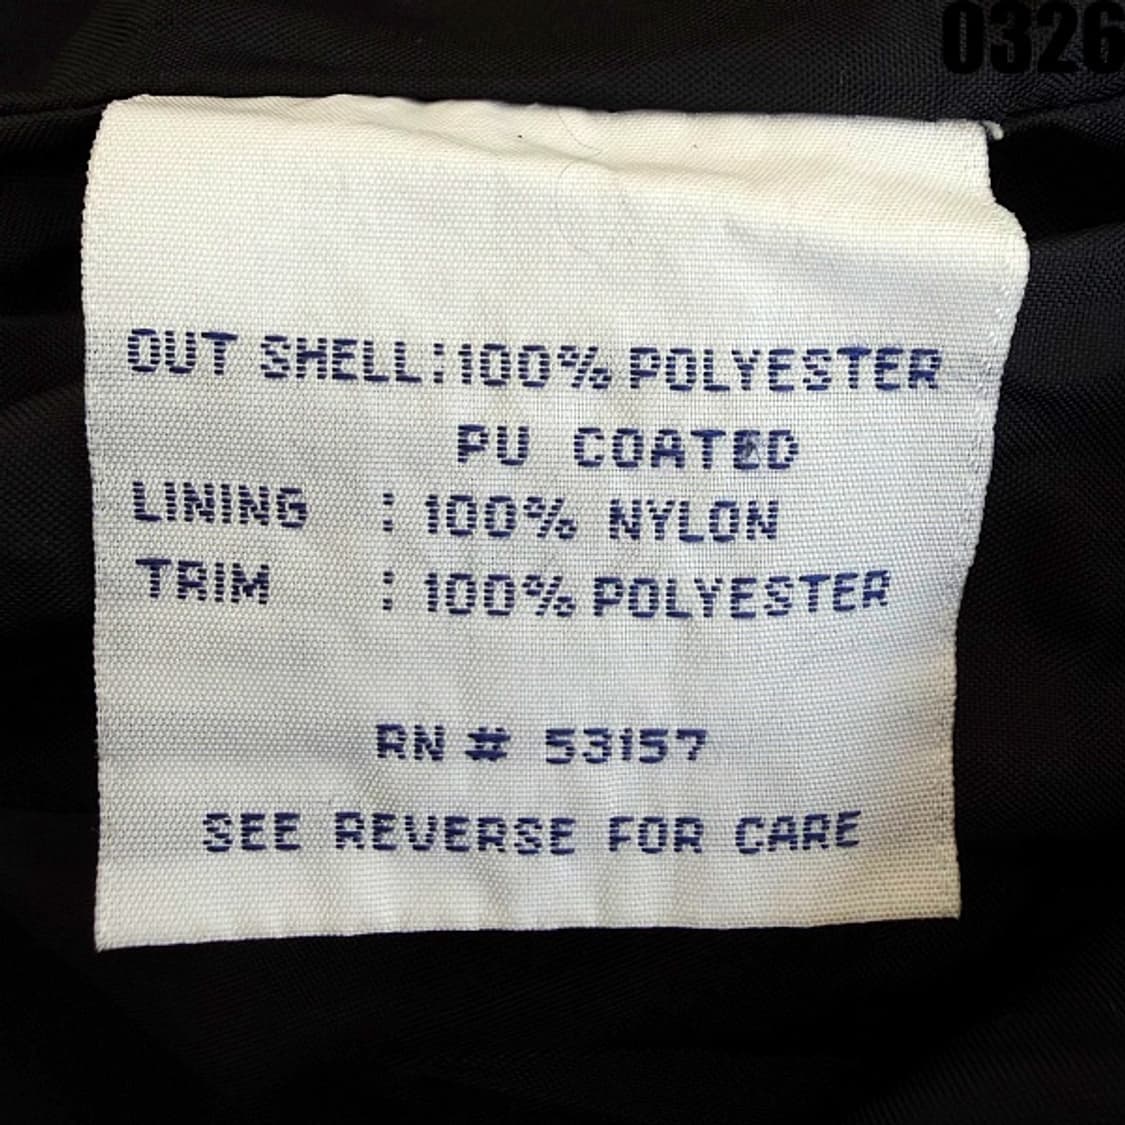 0326
OUT SHELL:100% POLYESTER
PU COATED
LINING : 100% NYLON
TRIM : 100% POLYESTER
RN # 53157
SEE REVERSE FOR CARE